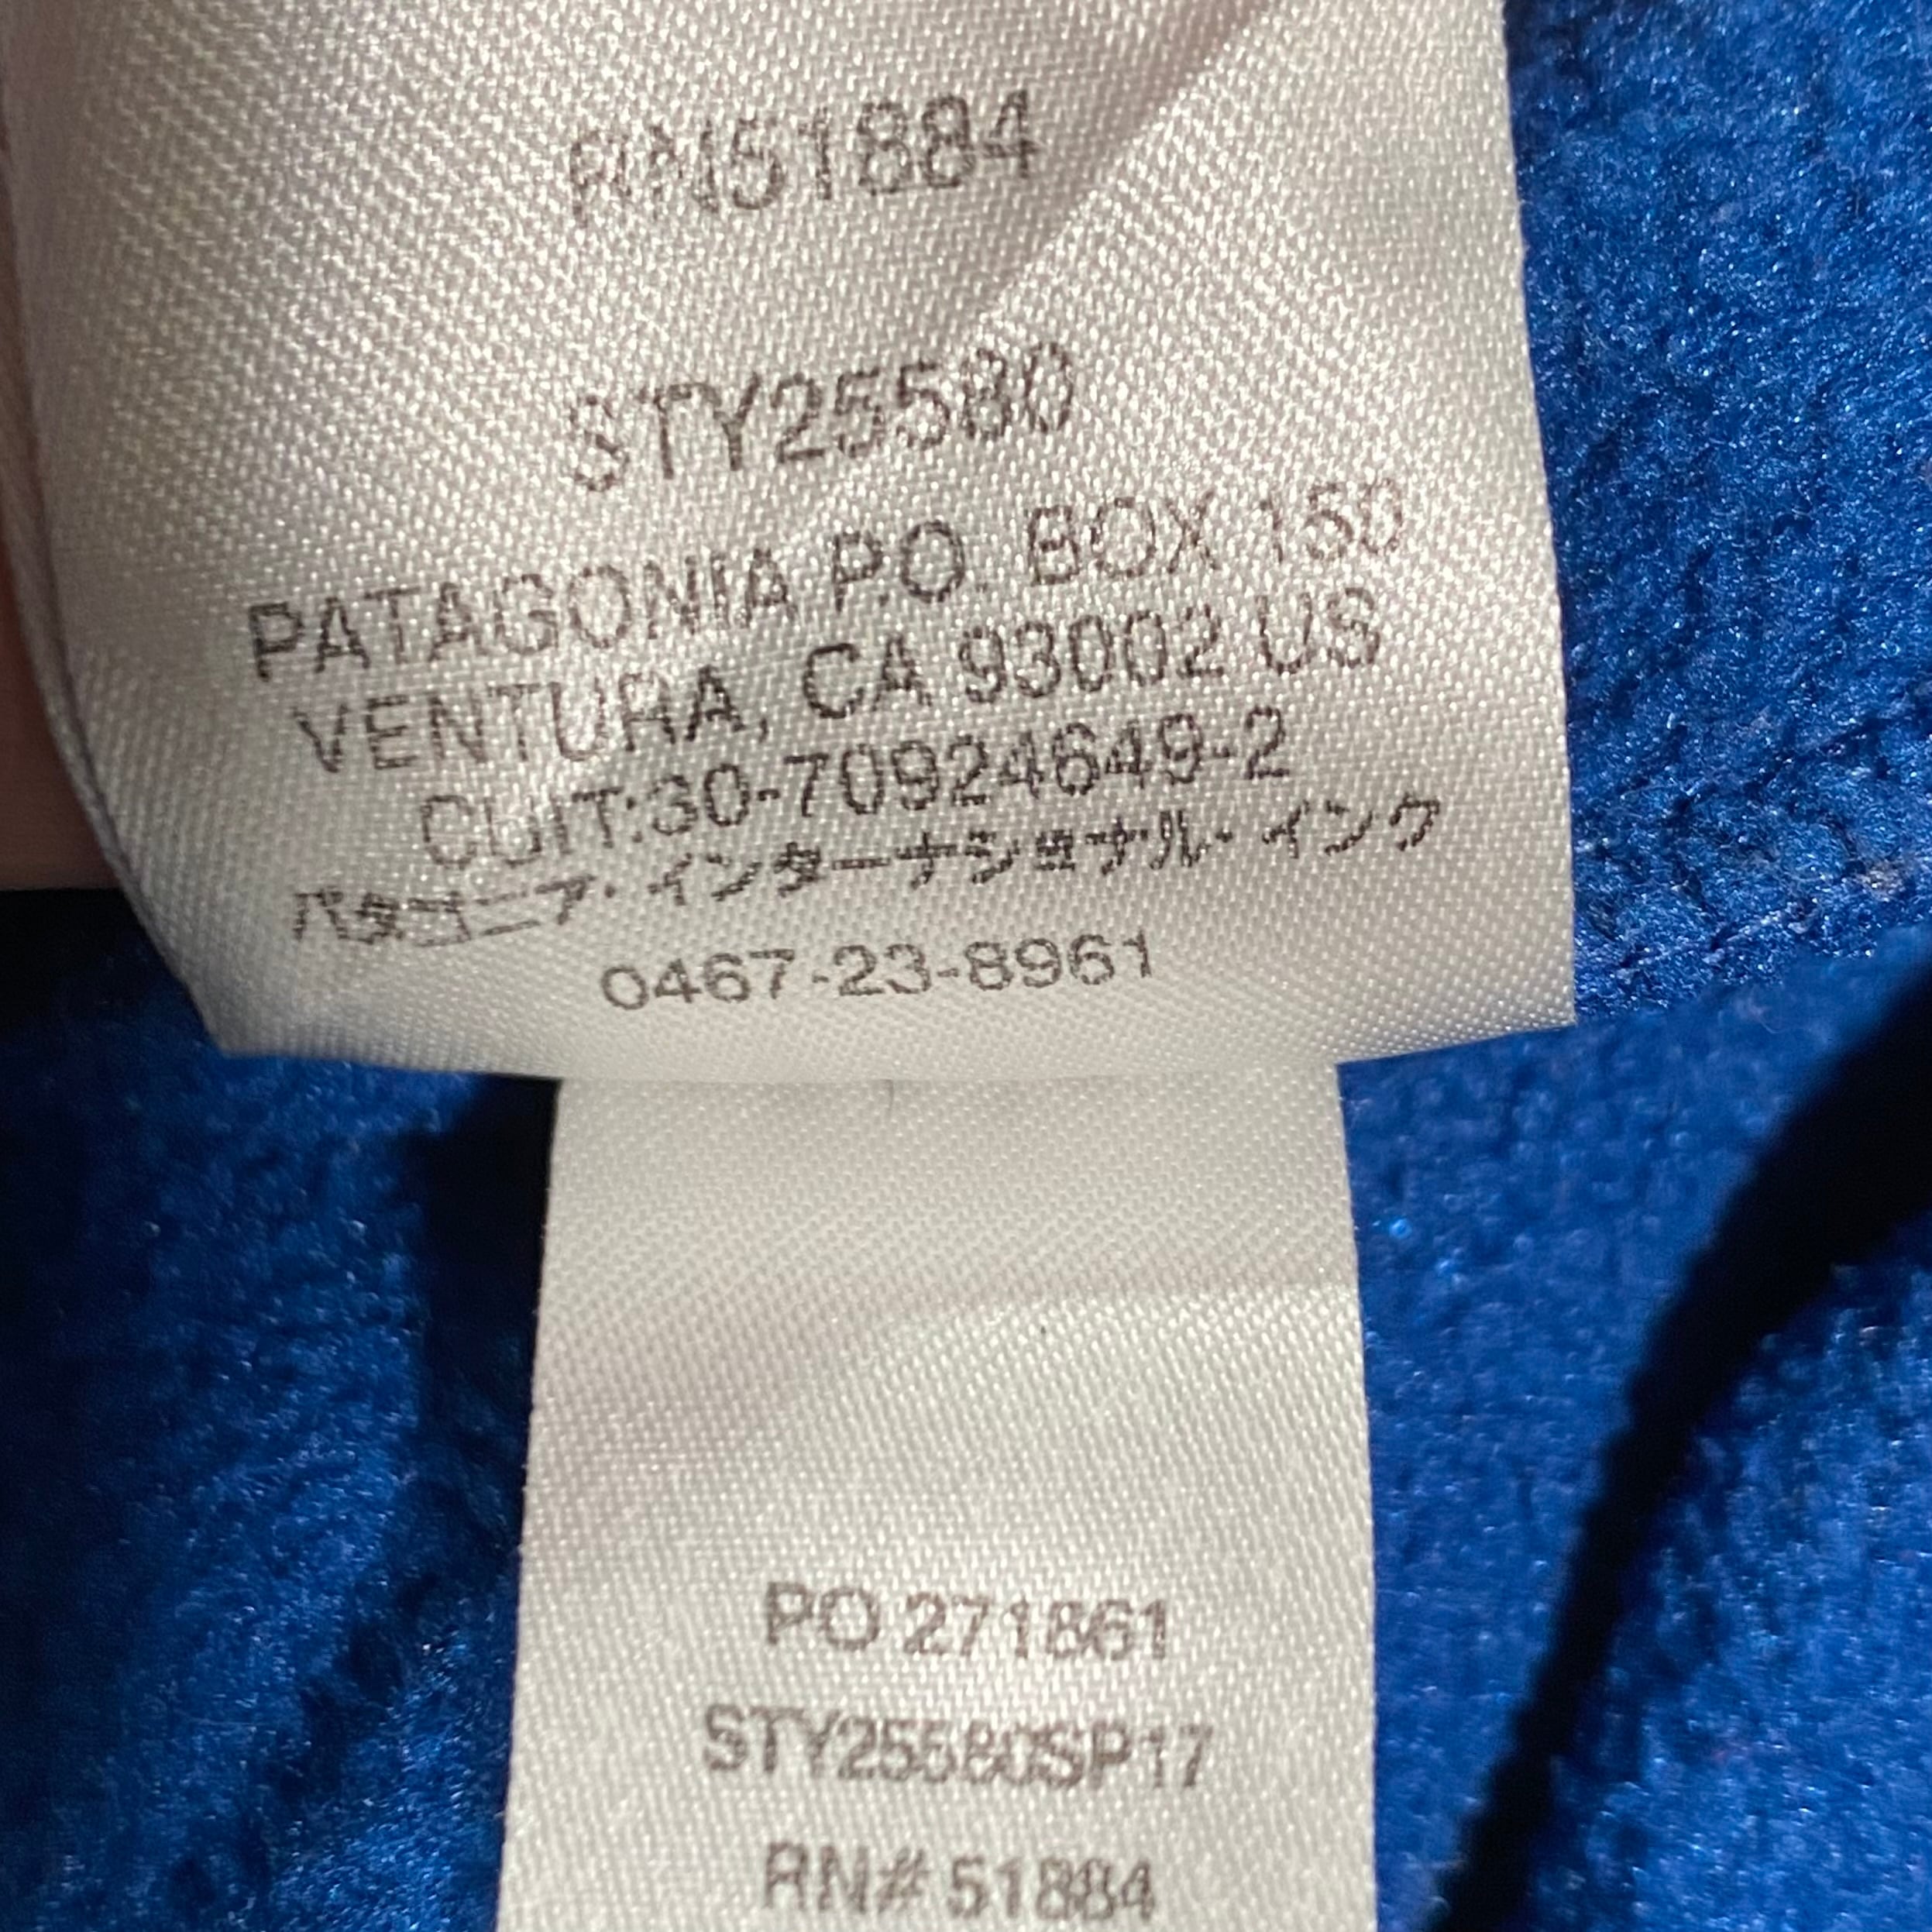 RN51884
STY25580
PATAGONIA P.O. BOX 150
VENTURA, CA 93002 US
CUIT:30-70924649-2
パタゴニア・インターナショナル・インク
0467-23-8961
PO 271861
STY25580SP17
RN# 51884